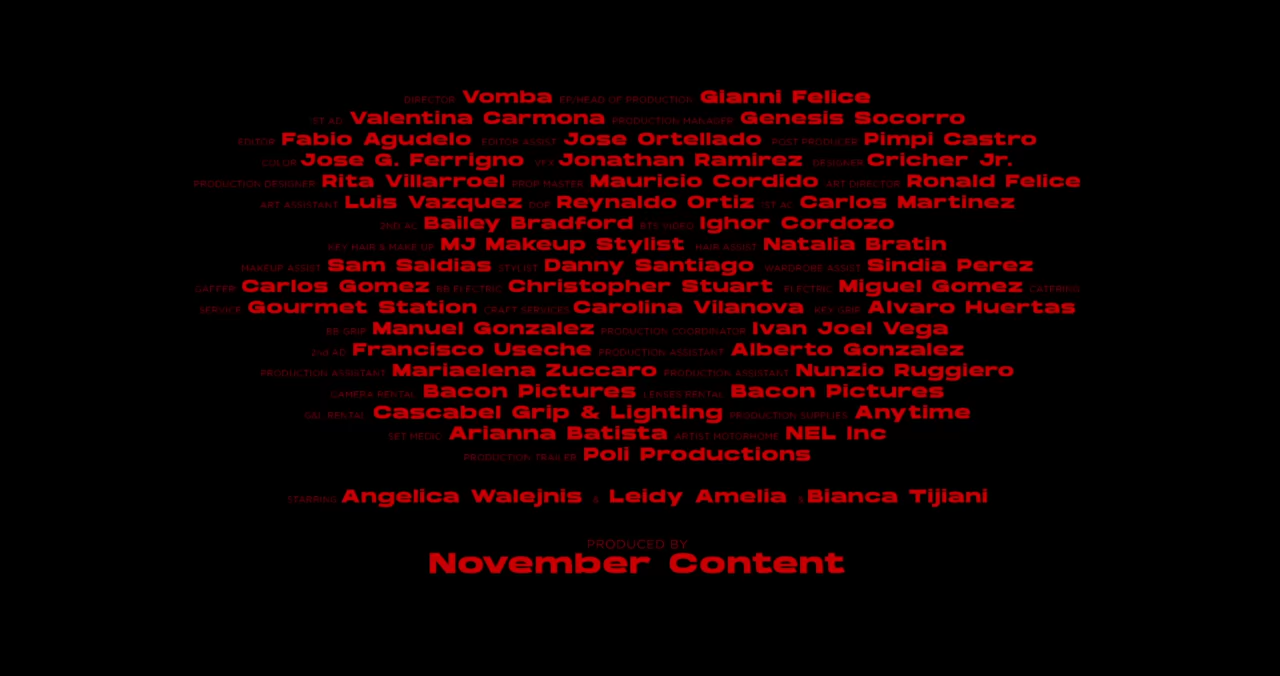 DIRECTOR Vomba EP/HEAD OF PRODUCTION Gianni Felice
1ST AD Valentina Carmona PRODUCTION MANAGER Genesis Socorro
EDITOR Fabio Agudelo EDITOR ASSIST Jose Ortellado POST PRODUCER Pimpi Castro
COLOR Jose G. Ferrigno VFX Jonathan Ramirez DESIGNER Cricher Jr.
PRODUCTION DESIGNER Rita Villarroel PROP MASTER Mauricio Cordido ART DIRECTOR Ronald Felice
ART ASSISTANT Luis Vazquez DOP Reynaldo Ortiz 1ST AC Carlos Martinez
2ND AC Bailey Bradford BTS VIDEO Ighor Cordozo
KEY HAIR & MAKE UP MJ Makeup Stylist HAIR ASSIST Natalia Bratin
MAKEUP ASSIST Sam Saldias STYLIST Danny Santiago WARDROBE ASSIST Sindia Perez
GAFFER Carlos Gomez BB ELECTRIC Christopher Stuart ELECTRIC Miguel Gomez CATERING
SERVICE Gourmet Station CRAFT SERVICES Carolina Vilanova KEY GRIP Alvaro Huertas
BB GRIP Manuel Gonzalez PRODUCTION COORDINATOR Ivan Joel Vega
2nd AD Francisco Useche PRODUCTION ASSISTANT Alberto Gonzalez
PRODUCTION ASSISTANT Mariaelena Zuccaro PRODUCTION ASSISTANT Nunzio Ruggiero
CAMERA RENTAL Bacon Pictures LENSES RENTAL Bacon Pictures
G&L RENTAL Cascabel Grip & Lighting PRODUCTION SUPPLIES Anytime
SET MEDIC Arianna Batista ARTIST MOTORHOME NEL Inc
PRODUCTION TRAILER Poli Productions
STARRING Angelica Walejnis & Leidy Amelia & Bianca Tijiani
PRODUCED BY
November Content